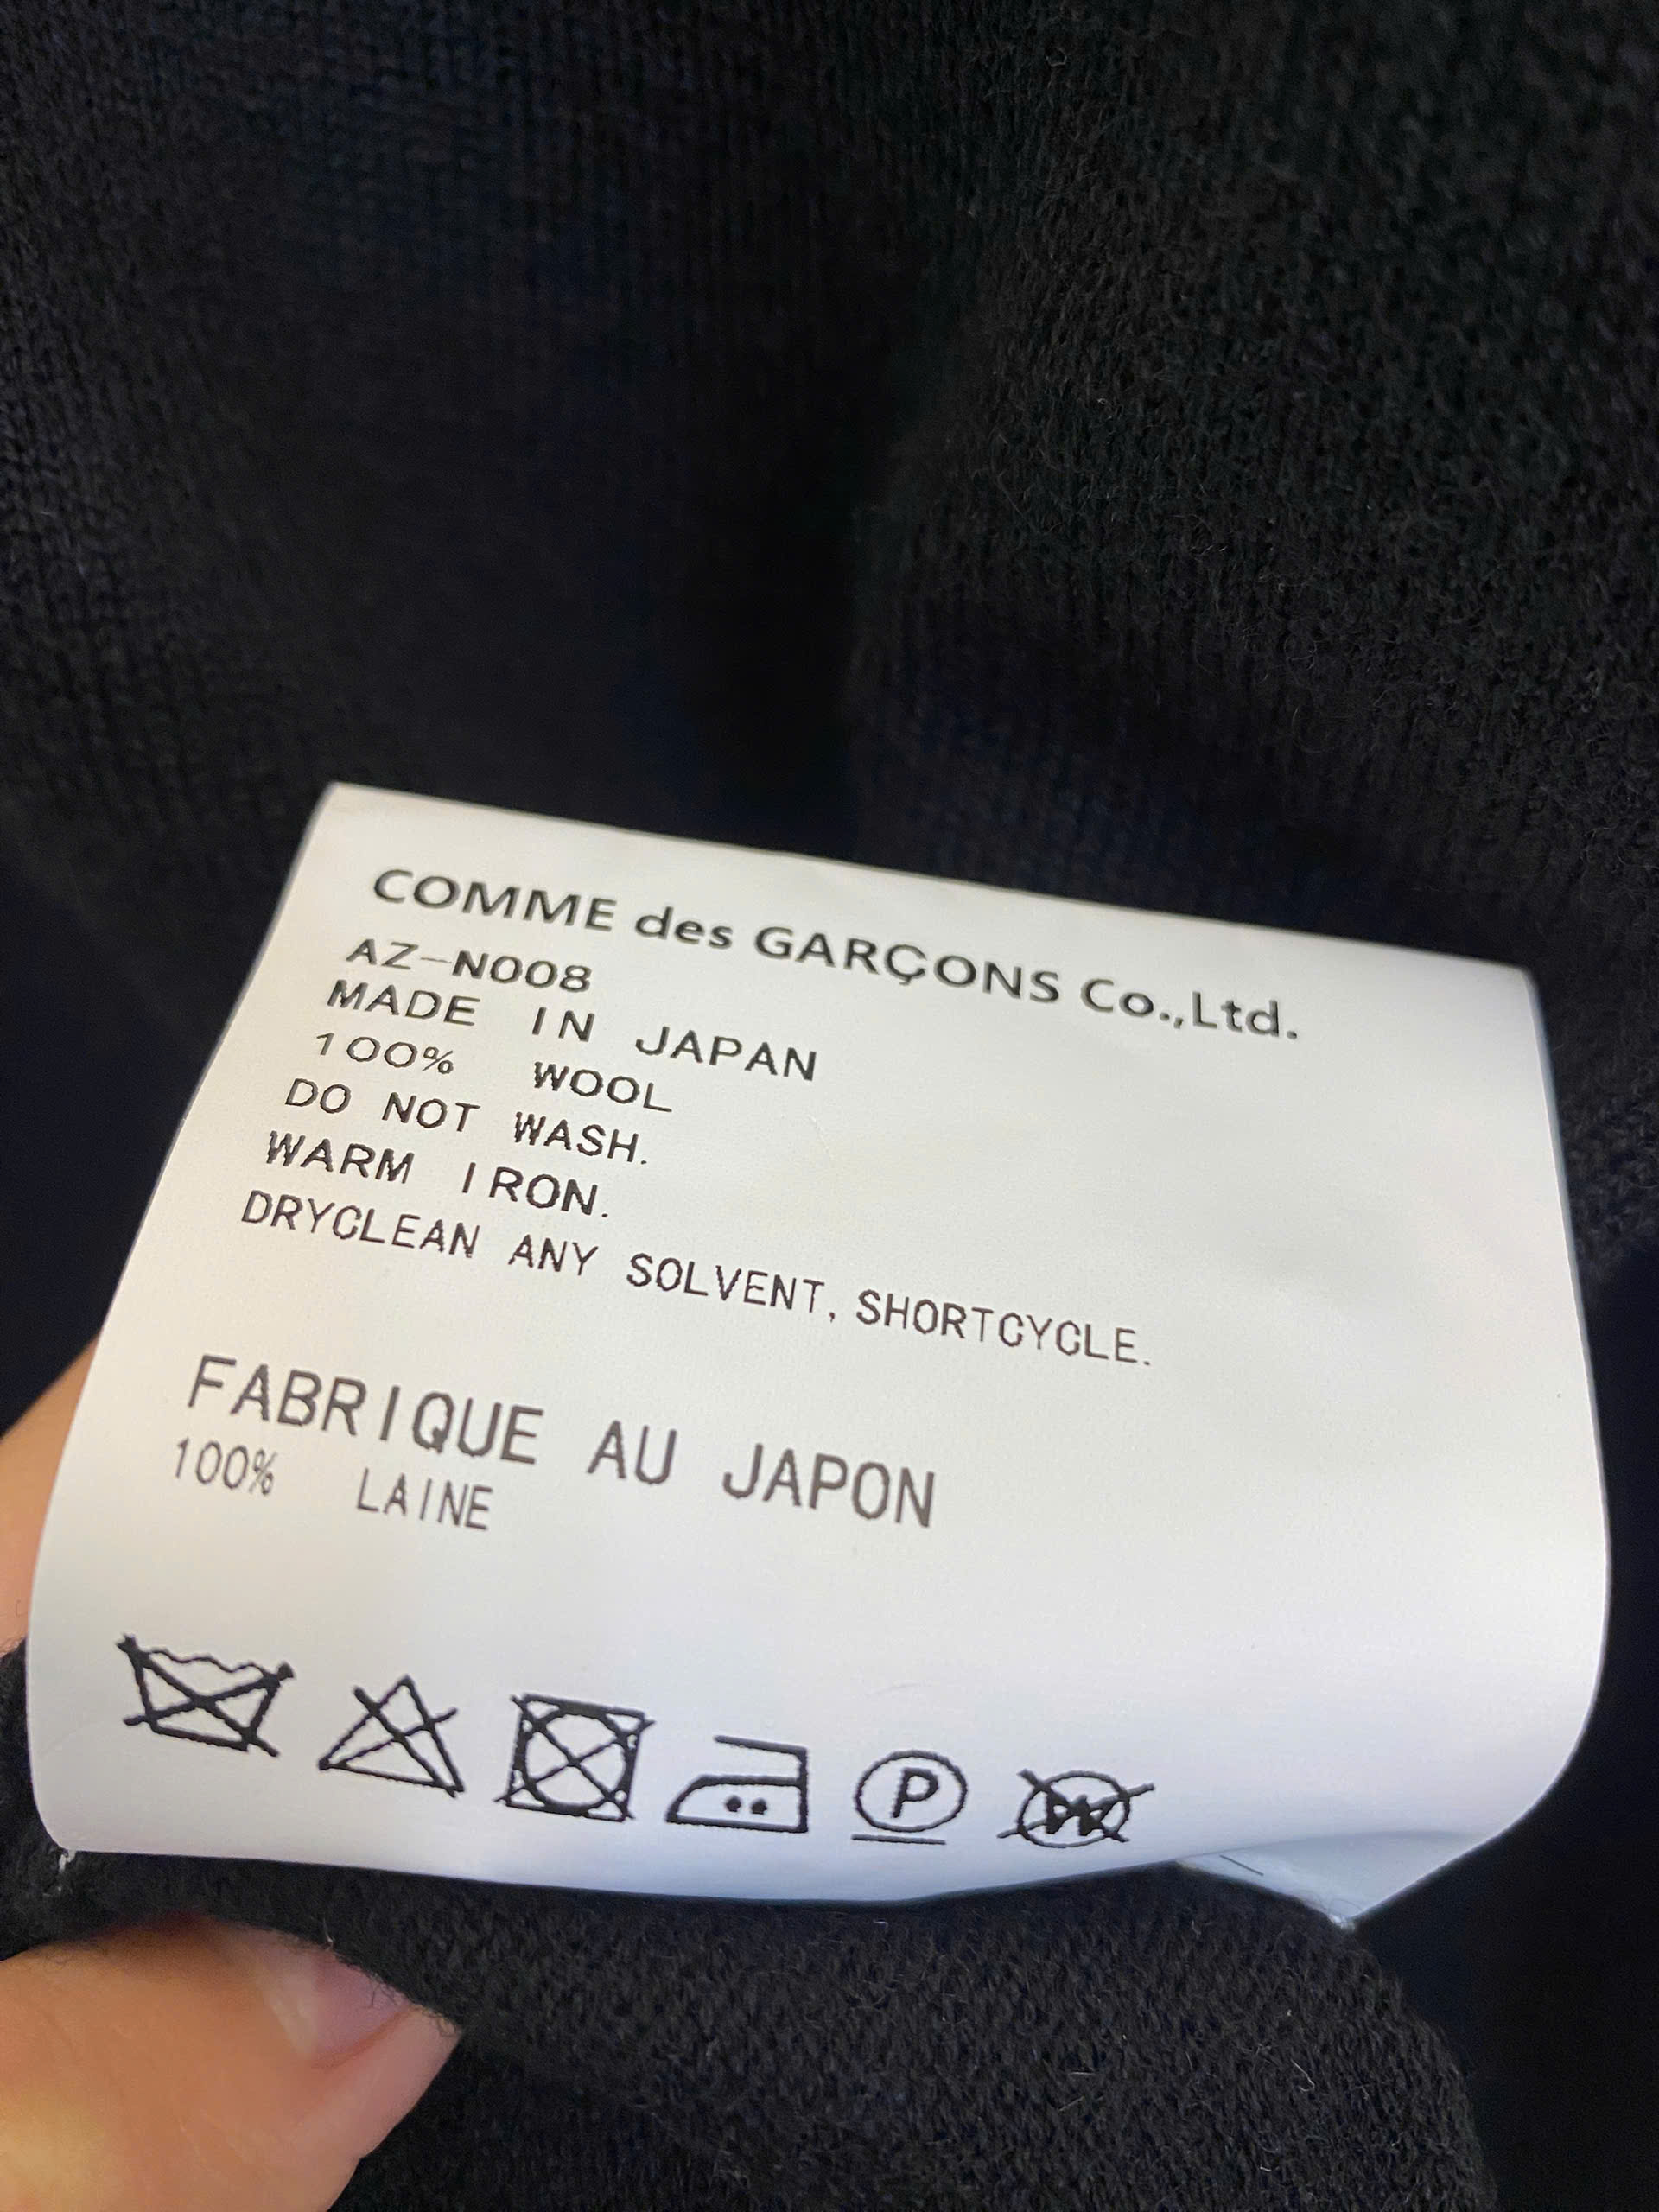 COMME des GARÇONS Co.,Ltd.
AZ-N008
MADE IN JAPAN
100% WOOL
DO NOT WASH.
WARM IRON.
DRYCLEAN ANY SOLVENT, SHORTCYCLE.
FABRIQUE AU JAPON
100% LAINE
P W